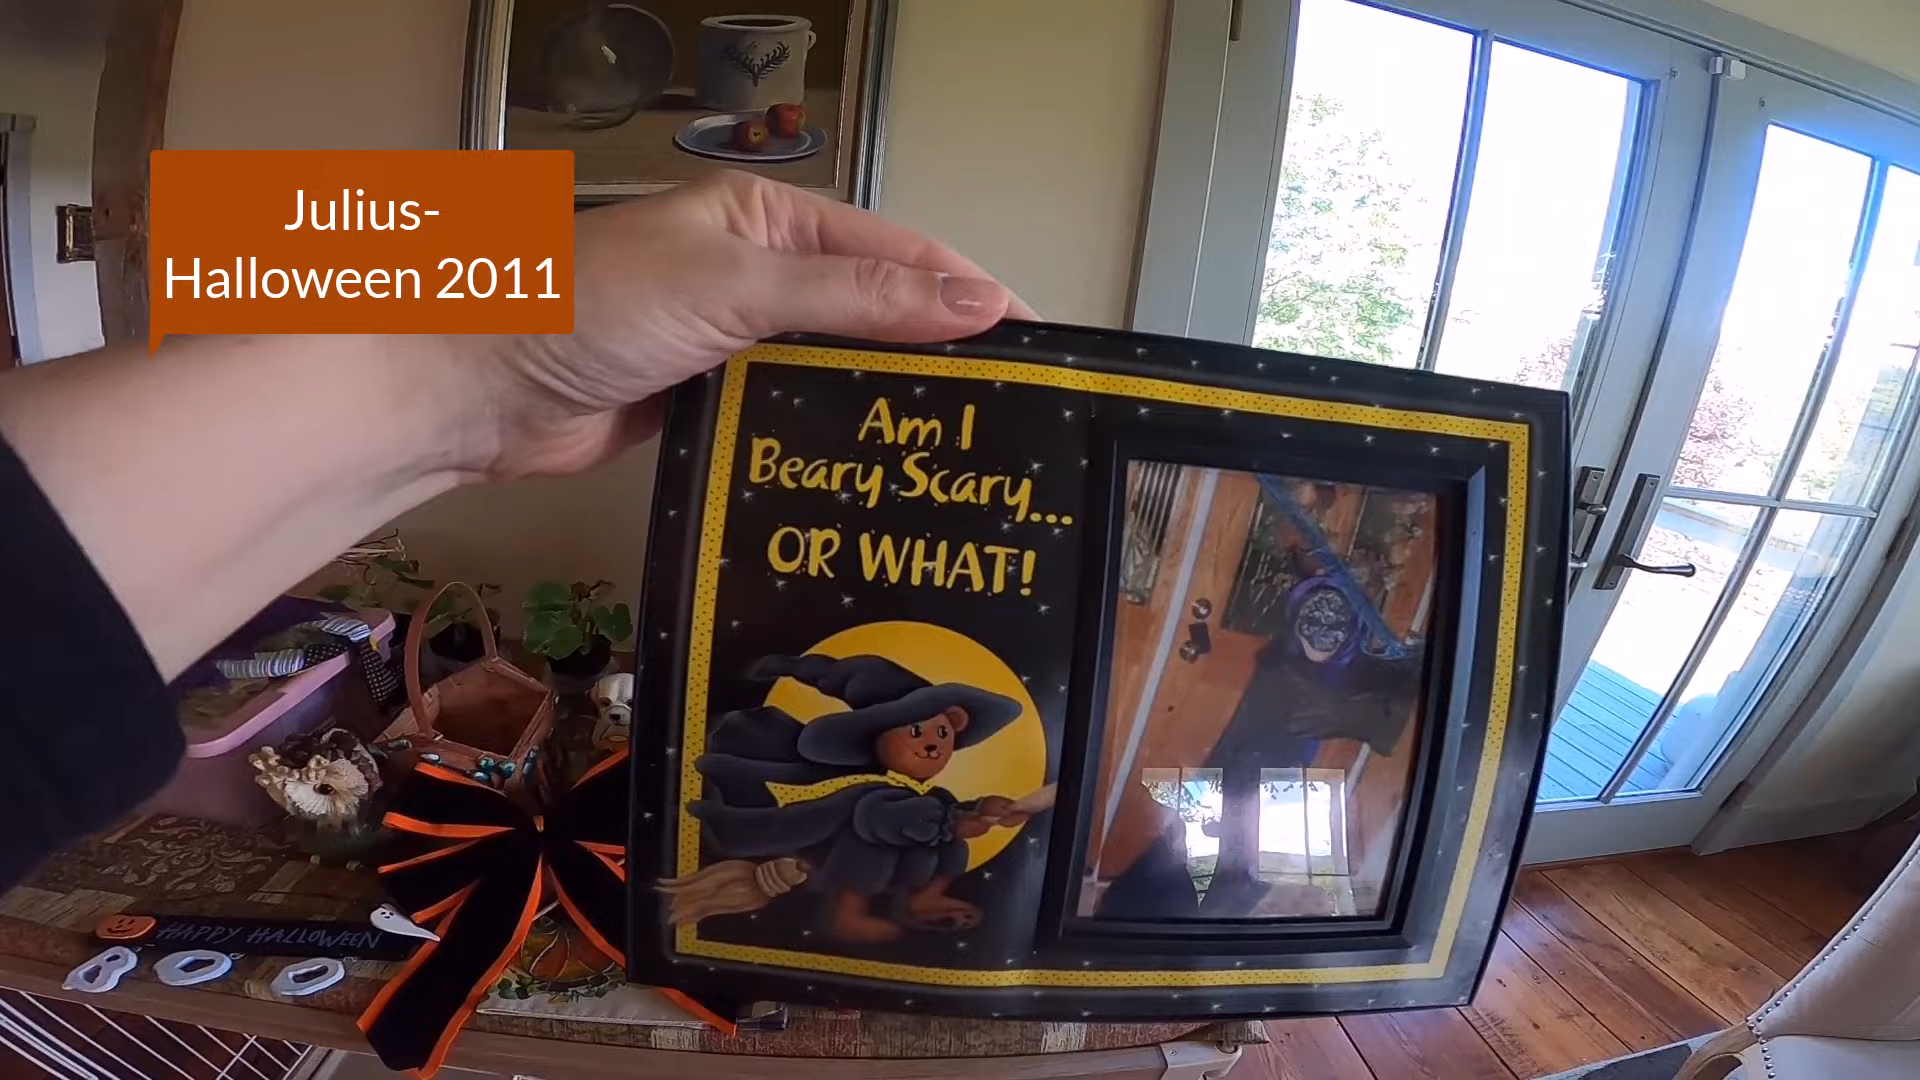 Julius-
Halloween 2011
Am I
Beary Scary...
OR WHAT!
HAPPY HALLOWEEN
BOO